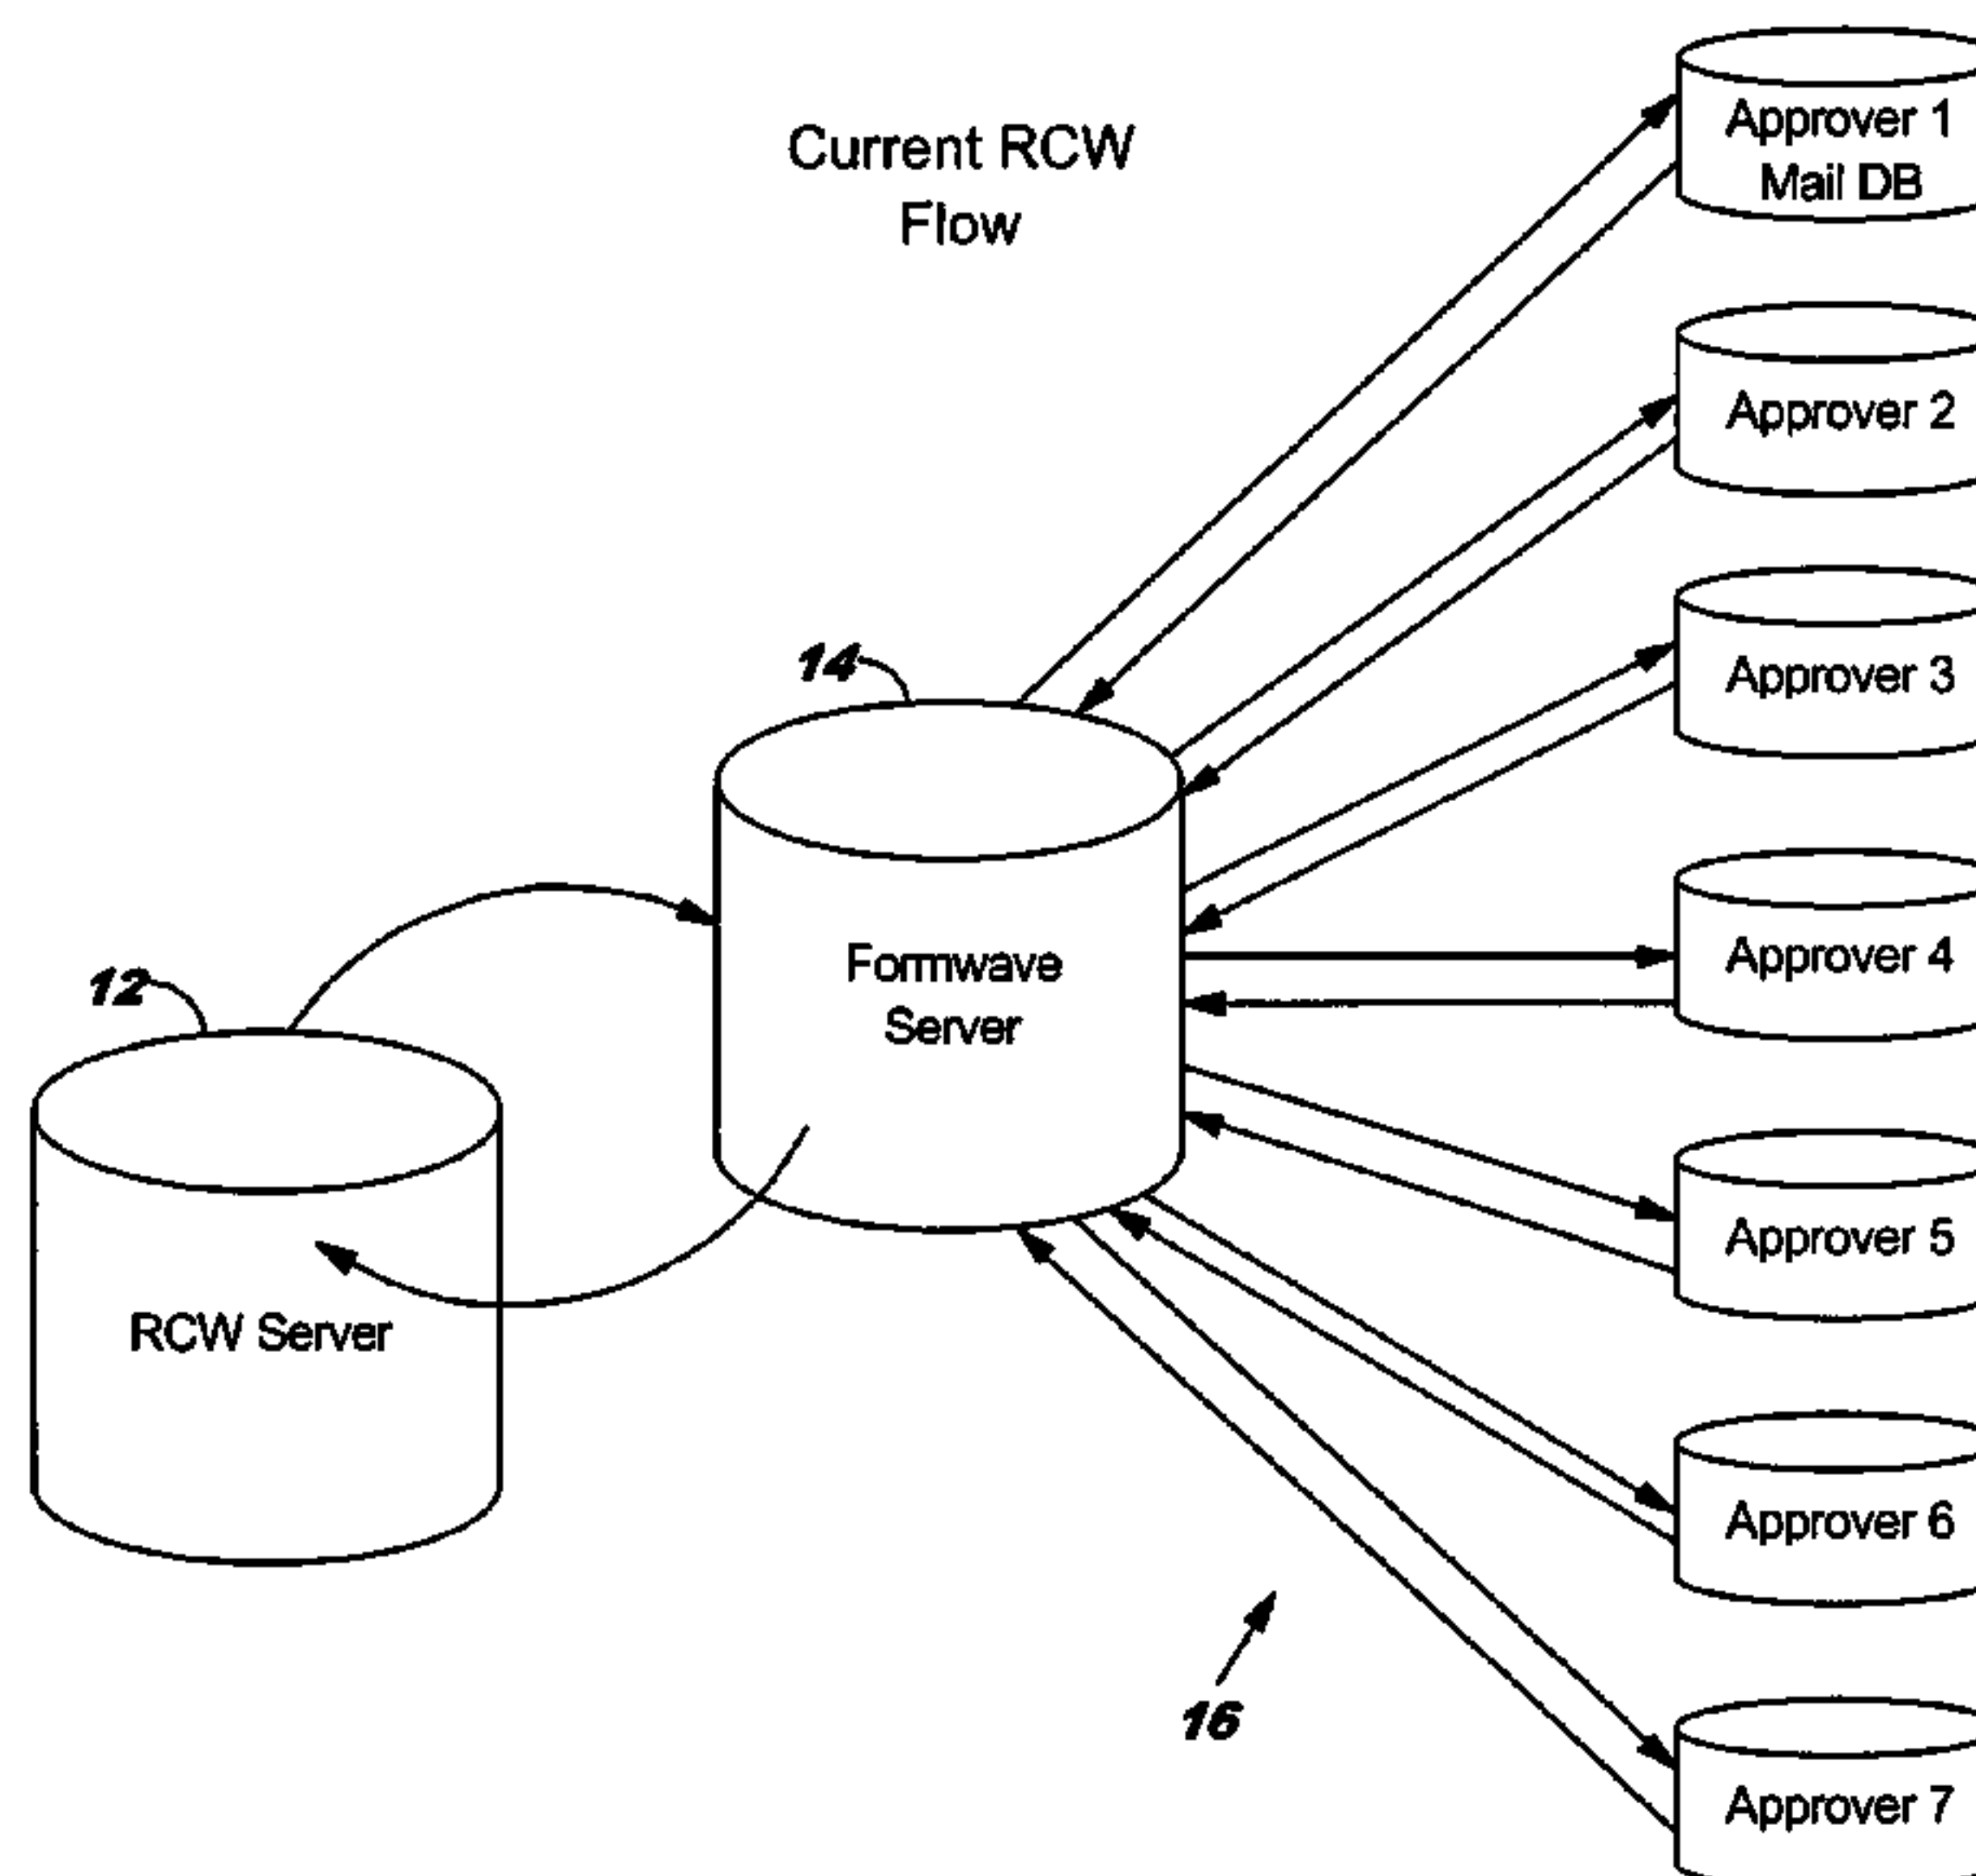 Current RCW
Flow
Approver 1
Mail DB
Approver 2
Approver 3
14
Approver 4
Formwave
Server
12
Approver 5
RCW Server
Approver 6
16
Approver 7